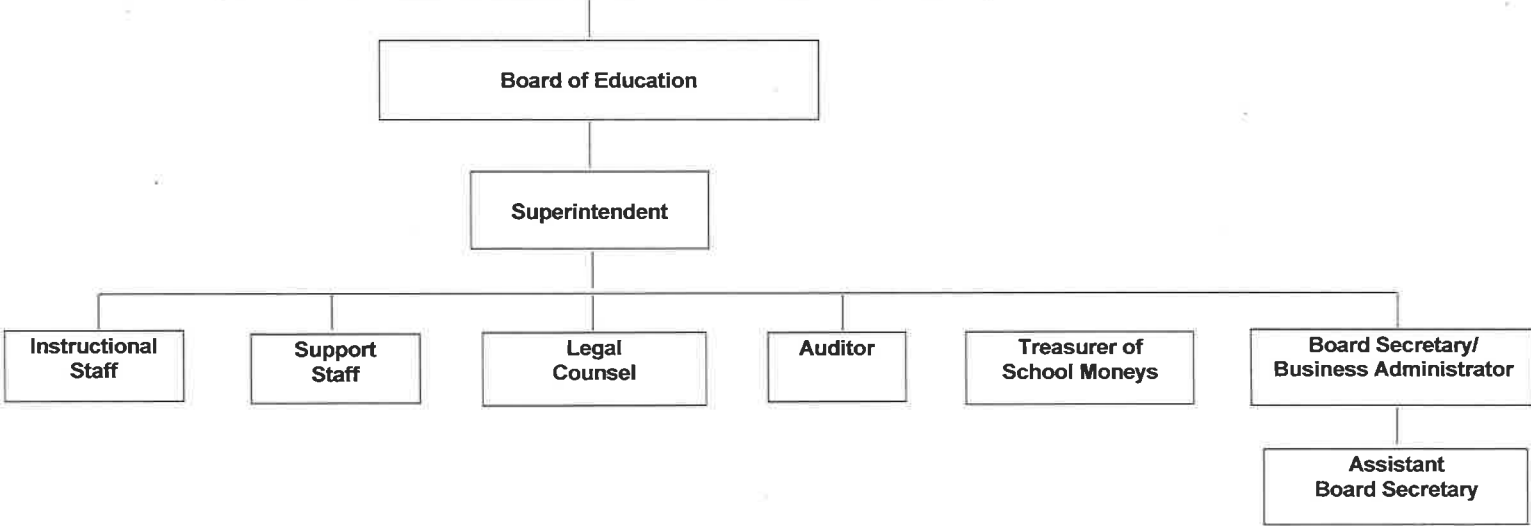 Board of Education
Superintendent
Instructional
Staff
Support
Staff
Legal
Counsel
Auditor
Treasurer of
School Moneys
Board Secretary/
Business Administrator
Assistant
Board Secretary